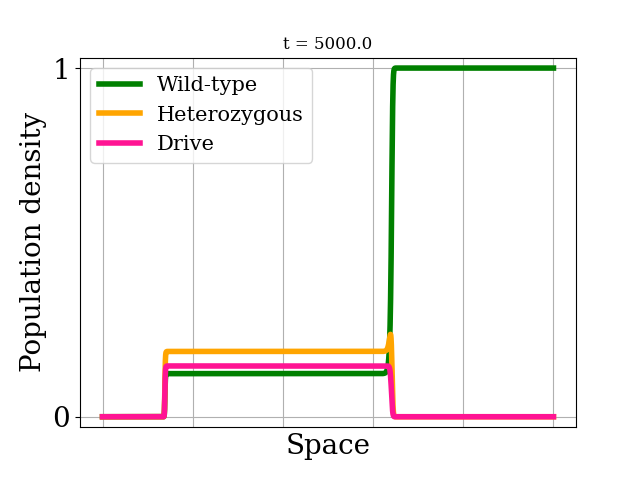 t = 5000.0
1
Wild-type
Heterozygous
Drive
Population density
0
Space